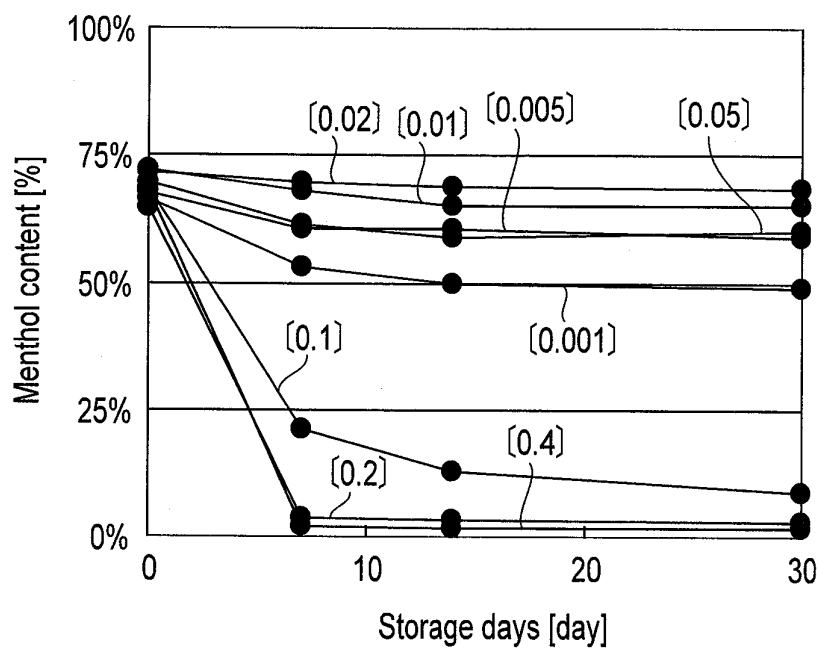 100%
〔0.02〕 〔0.01〕 〔0.005〕 〔0.05〕
75%
50%
〔0.1〕 〔0.001〕
25%
〔0.2〕 〔0.4〕
0%
0 10 20 30
Storage days [day]
Menthol content [%]